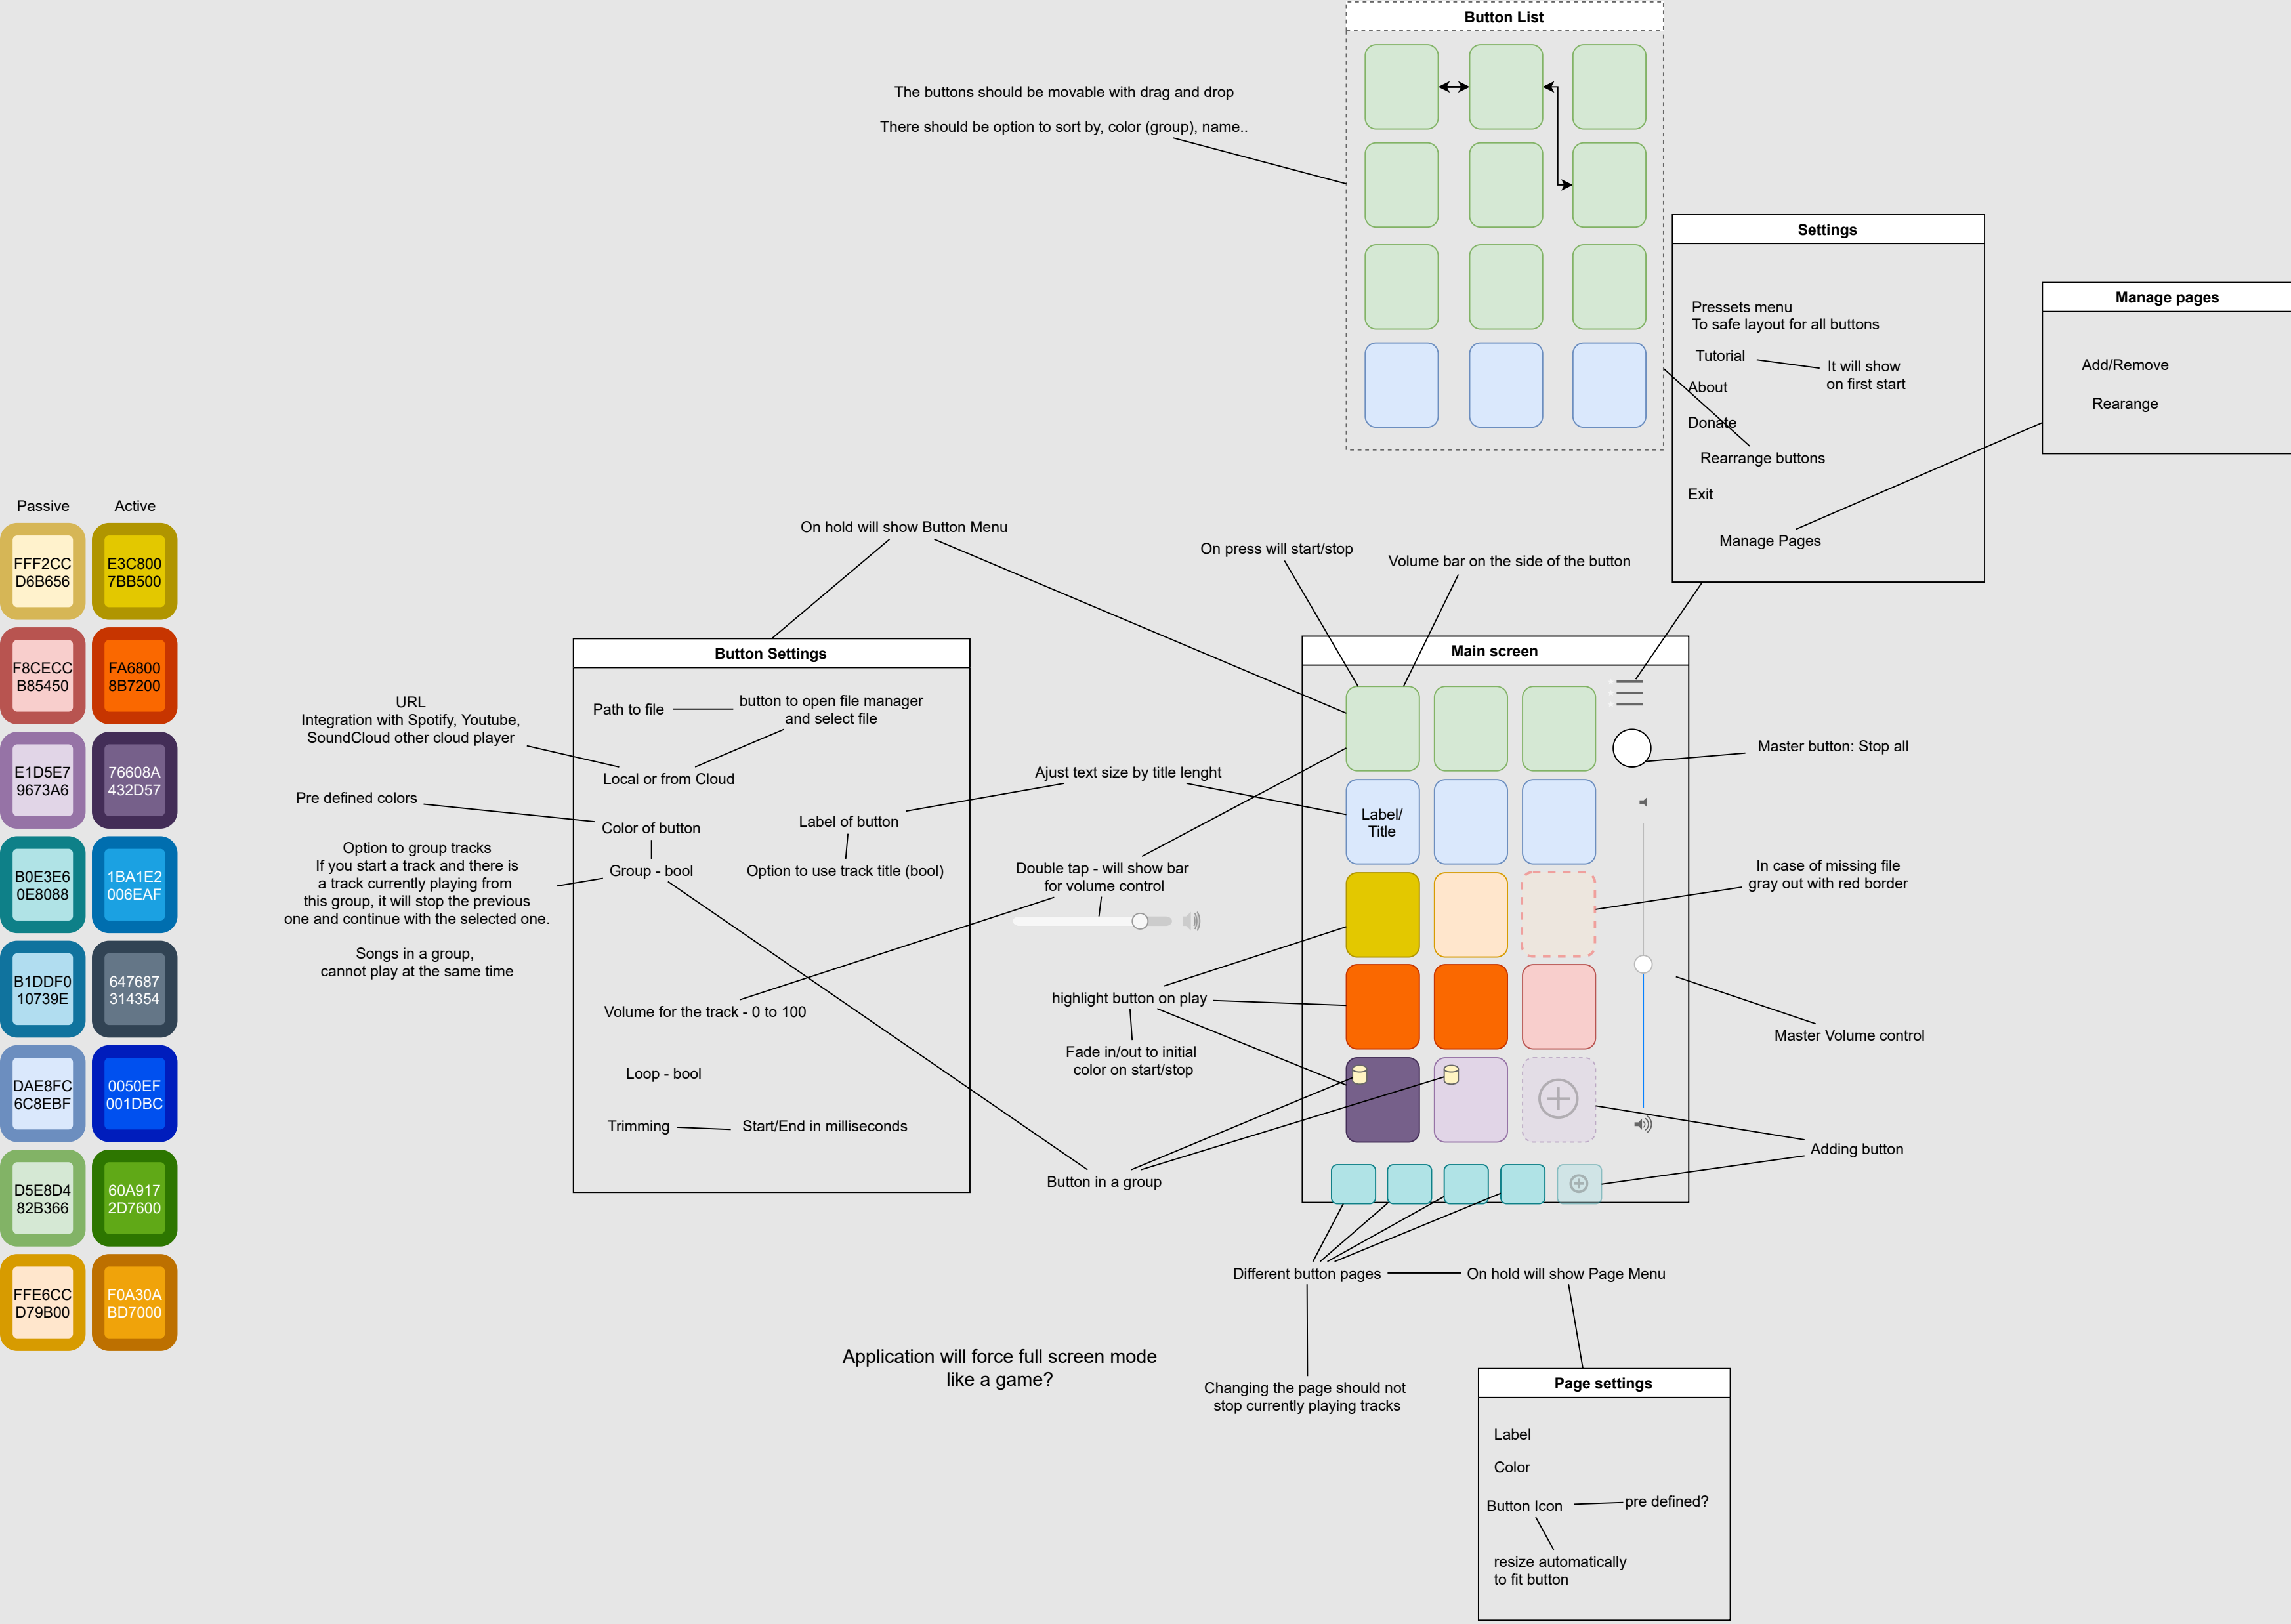 Button List
The buttons should be movable with drag and drop
There should be option to sort by, color (group), name..
Settings
Pressets menu
To safe layout for all buttons
Tutorial
It will show
on first start
About
Donate
Rearrange buttons
Exit
Manage Pages
Manage pages
Add/Remove
Rearange
Passive
Active
FFF2CC
D6B656
E3C800
7BB500
F8CECC
B85450
FA6800
8B7200
E1D5E7
9673A6
76608A
432D57
B0E3E6
0E8088
1BA1E2
006EAF
B1DDF0
10739E
647687
314354
DAE8FC
6C8EBF
0050EF
001DBC
D5E8D4
82B366
60A917
2D7600
FFE6CC
D79B00
F0A30A
BD7000
On hold will show Button Menu
On press will start/stop
Volume bar on the side of the button
Button Settings
Path to file
button to open file manager
and select file
URL
Integration with Spotify, Youtube,
SoundCloud other cloud player
Local or from Cloud
Pre defined colors
Color of button
Label of button
Option to group tracks
If you start a track and there is
a track currently playing from
this group, it will stop the previous
one and continue with the selected one.
Songs in a group,
cannot play at the same time
Group - bool
Option to use track title (bool)
Volume for the track - 0 to 100
Loop - bool
Trimming
Start/End in milliseconds
Ajust text size by title lenght
Double tap - will show bar
for volume control
highlight button on play
Fade in/out to initial
color on start/stop
Button in a group
Main screen
Label/
Title
Master button: Stop all
In case of missing file
gray out with red border
Master Volume control
Adding button
Different button pages
On hold will show Page Menu
Application will force full screen mode
like a game?
Changing the page should not
stop currently playing tracks
Page settings
Label
Color
Button Icon
pre defined?
resize automatically
to fit button